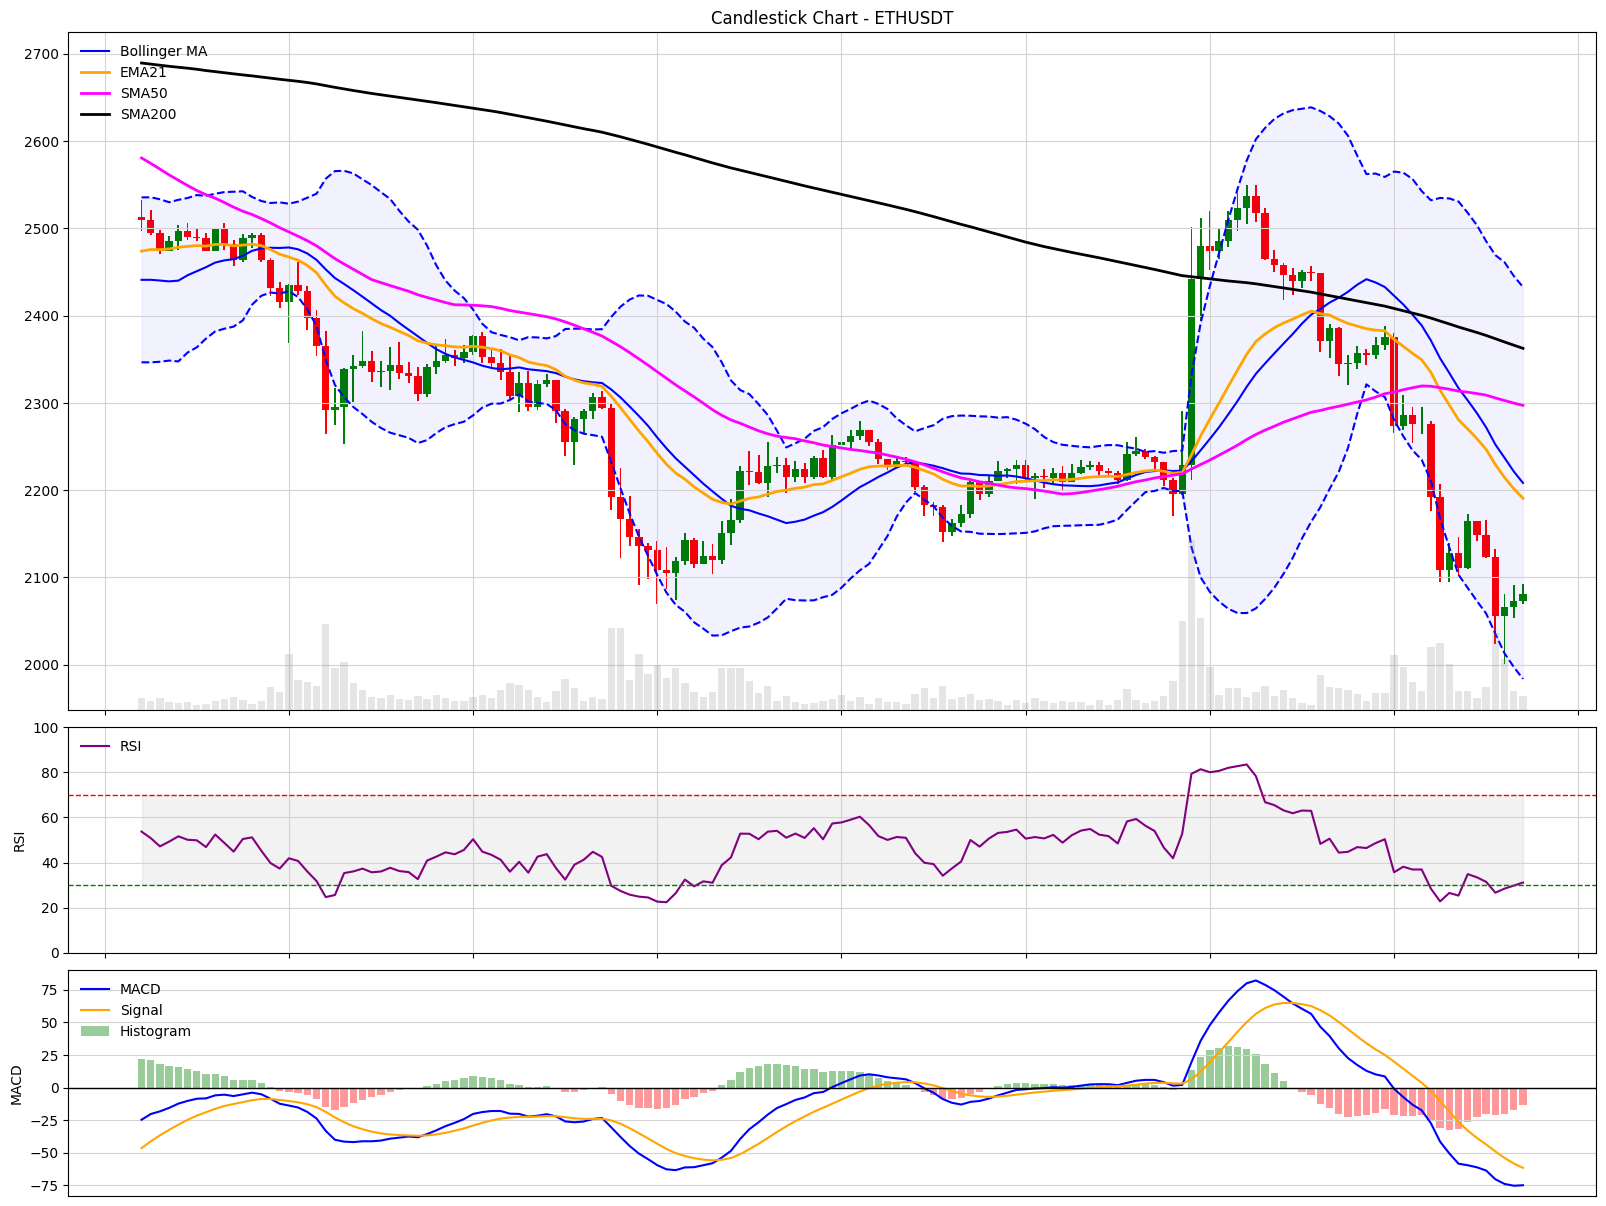 Candlestick Chart - ETHUSDT
Bollinger MA
EMA21
SMA50
SMA200
2700
2600
2500
2400
2300
2200
2100
2000
RSI
RSI
100
80
60
40
20
0
MACD
Signal
Histogram
MACD
75
50
25
0
−25
−50
−75